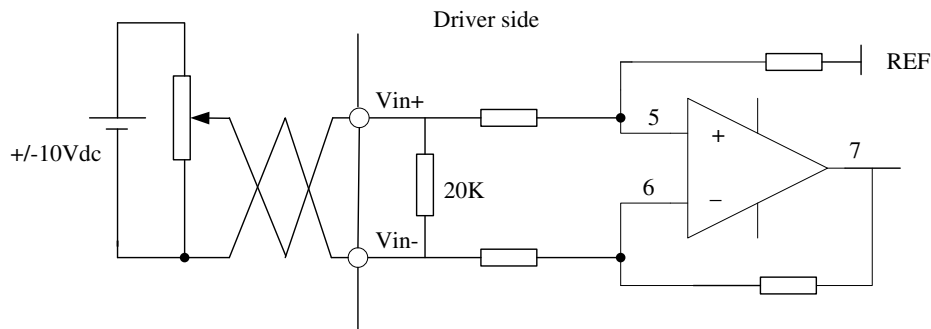 Driver side
REF
Vin+
5
+
7
+/-10Vdc
6
20K
−
Vin-